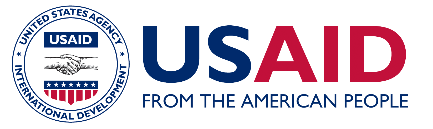 UNITED STATES AGENCY
USAID
INTERNATIONAL DEVELOPMENT
USAID
FROM THE AMERICAN PEOPLE